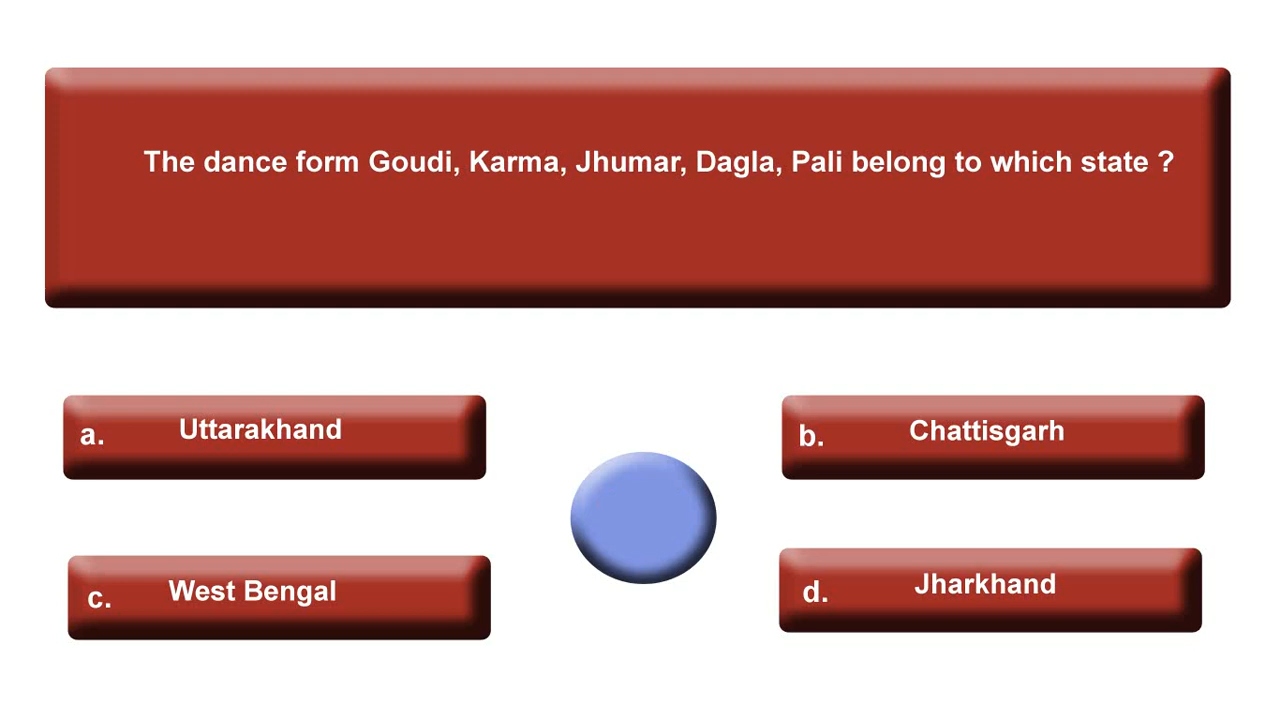 The dance form Goudi, Karma, Jhumar, Dagla, Pali belong to which state ?
a. Uttarakhand
b. Chattisgarh
c. West Bengal
d. Jharkhand